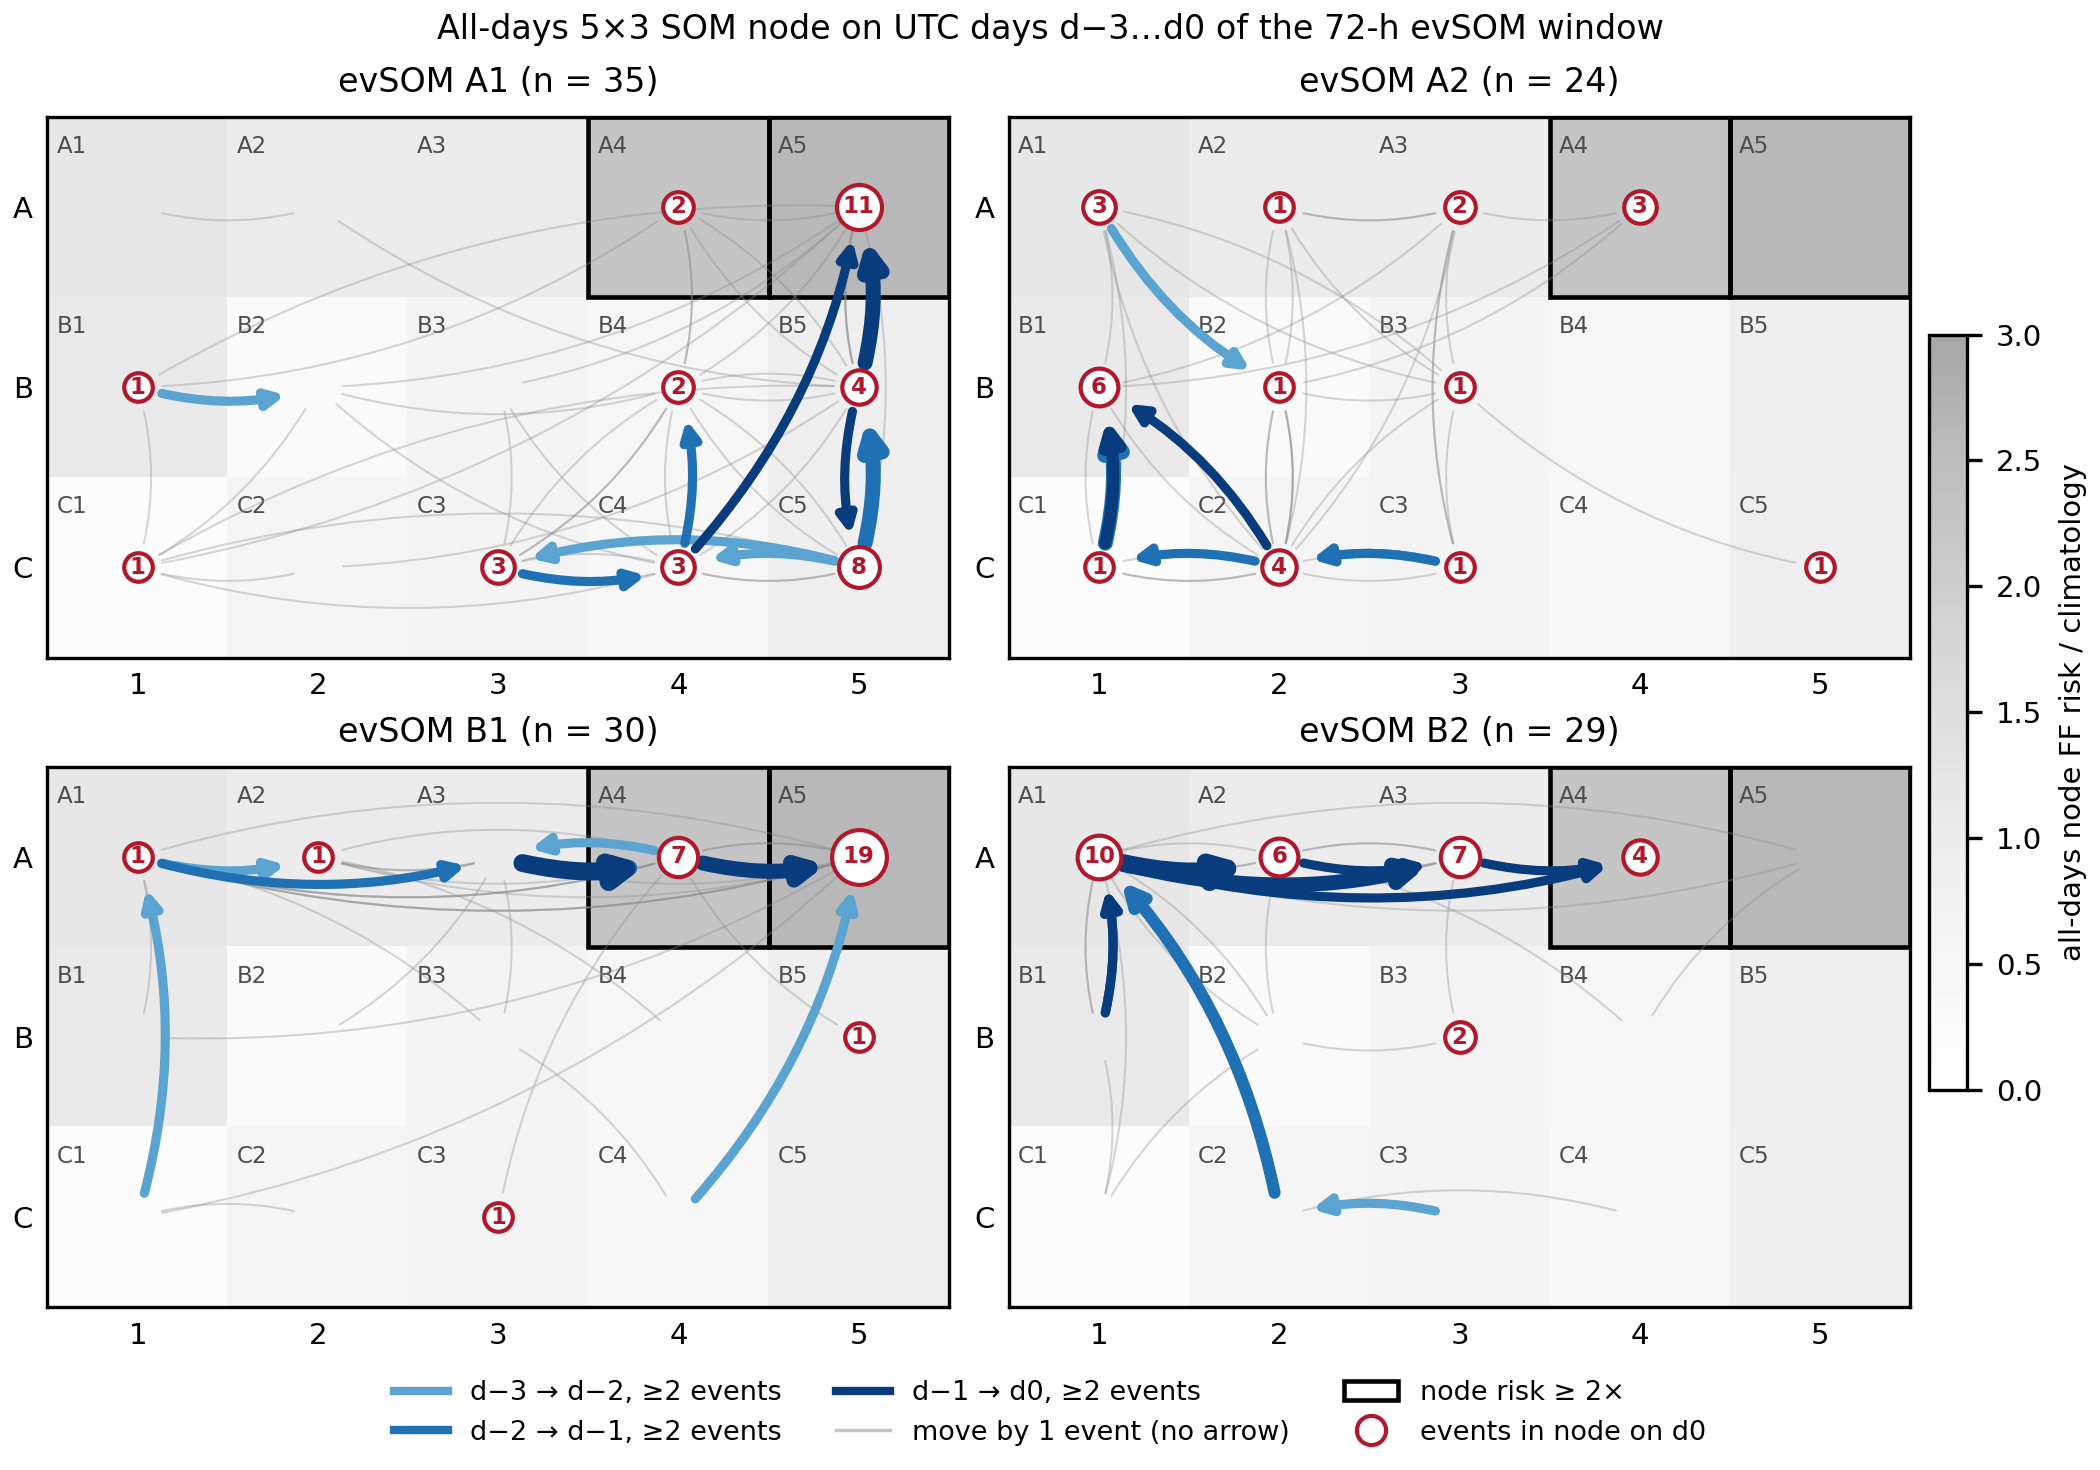 All-days 5×3 SOM node on UTC days d−3…d0 of the 72-h evSOM window
evSOM A1 (n = 35)
A1 A2 A3 A4 A5
A 2 11
B1 B2 B3 B4 B5
B 1 2 4
C1 C2 C3 C4 C5
C 1 3 3 8
1 2 3 4 5
evSOM A2 (n = 24)
A1 A2 A3 A4 A5
A 3 1 2 3
B1 B2 B3 B4 B5
B 6 1 1
C1 C2 C3 C4 C5
C 1 4 1 1
1 2 3 4 5
evSOM B1 (n = 30)
A1 A2 A3 A4 A5
A 1 1 7 19
B1 B2 B3 B4 B5
B 1
C1 C2 C3 C4 C5
C 1
1 2 3 4 5
evSOM B2 (n = 29)
A1 A2 A3 A4 A5
A 10 6 7 4
B1 B2 B3 B4 B5
B 2
C1 C2 C3 C4 C5
C
1 2 3 4 5
3.0
2.5
2.0
1.5
1.0
0.5
0.0
all-days node FF risk / climatology
d−3 → d−2, ≥2 events
d−2 → d−1, ≥2 events
d−1 → d0, ≥2 events
move by 1 event (no arrow)
node risk ≥ 2×
events in node on d0